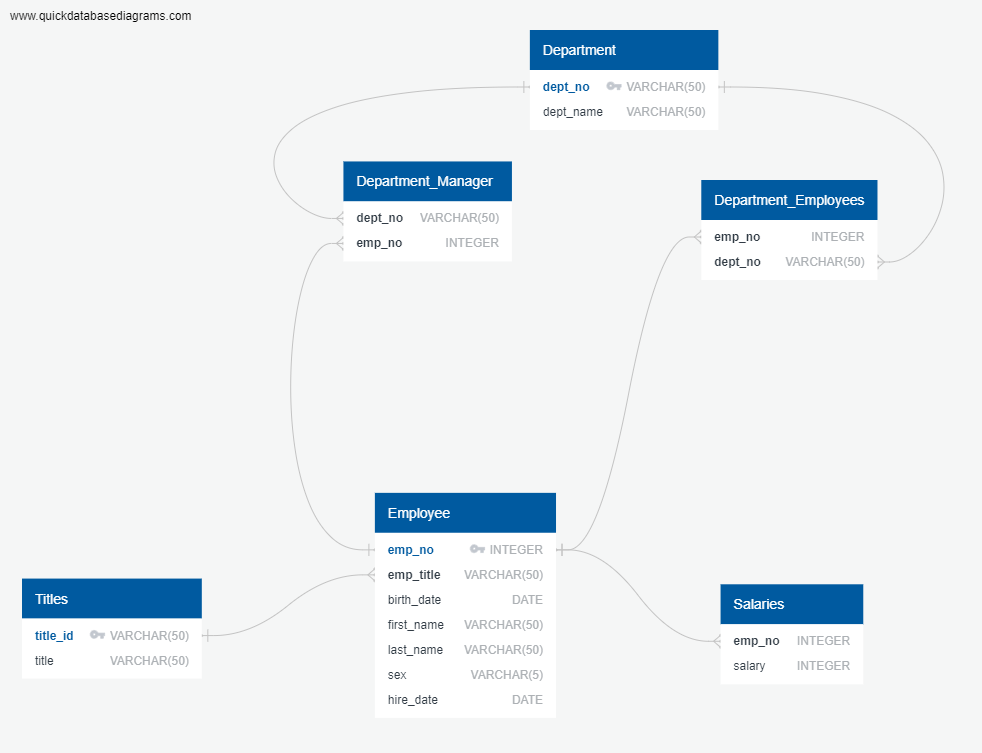 www.quickdatabasediagrams.com
Department
dept_no VARCHAR(50)
dept_name VARCHAR(50)
Department_Manager
dept_no VARCHAR(50)
emp_no INTEGER
Department_Employees
emp_no INTEGER
dept_no VARCHAR(50)
Employee
emp_no INTEGER
emp_title VARCHAR(50)
birth_date DATE
first_name VARCHAR(50)
last_name VARCHAR(50)
sex VARCHAR(5)
hire_date DATE
Titles
title_id VARCHAR(50)
title VARCHAR(50)
Salaries
emp_no INTEGER
salary INTEGER